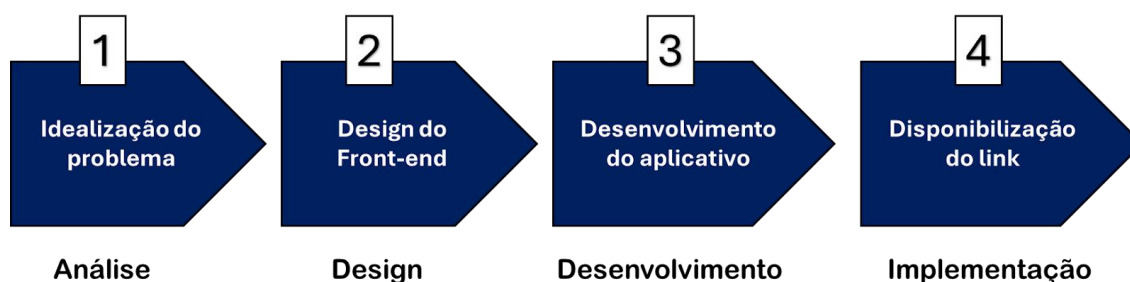 1
Idealização do
problema
Análise
2
Design do
Front-end
Design
3
Desenvolvimento
do aplicativo
Desenvolvimento
4
Disponibilização
do link
Implementação